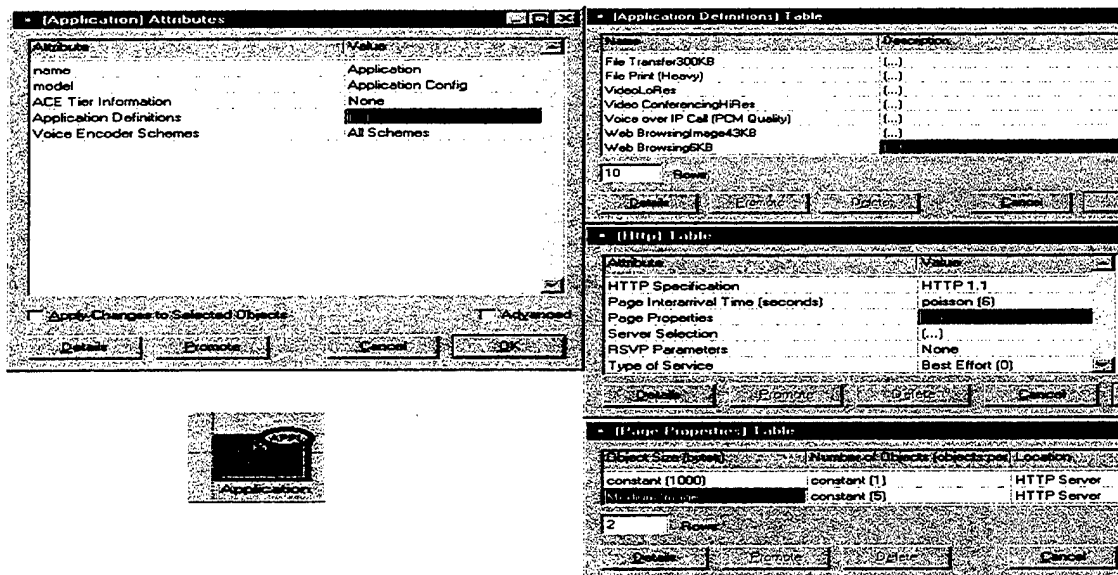 (Application) Attributes
Attribute Value
name Application
model Application Config
ACE Tier Information None
Application Definitions
Voice Encoder Schemes All Schemes
Apply Changes to Selected Objects Advanced
Details Promote Cancel OK
APPL
Application
(Application Definitions) Table
Name Description
File Transfer300KB (...)
File Print (Heavy) (...)
VideoLoRes (...)
Video ConferencingHiRes (...)
Voice over IP Call (PCM Quality) (...)
Web BrowsingImage43KB (...)
Web Browsing6KB
10 Rows
Details Promote Delete Cancel
(Http) Table
Attribute Value
HTTP Specification HTTP 1.1
Page Interarrival Time (seconds) poisson (6)
Page Properties
Server Selection (...)
RSVP Parameters None
Type of Service Best Effort (0)
Details Promote Delete Cancel
(Page Properties) Table
Object Size (bytes) Number of Objects (objects per Location
constant (1000) constant (1) HTTP Server
Medium Image constant (5) HTTP Server
2 Rows
Details Promote Delete Cancel